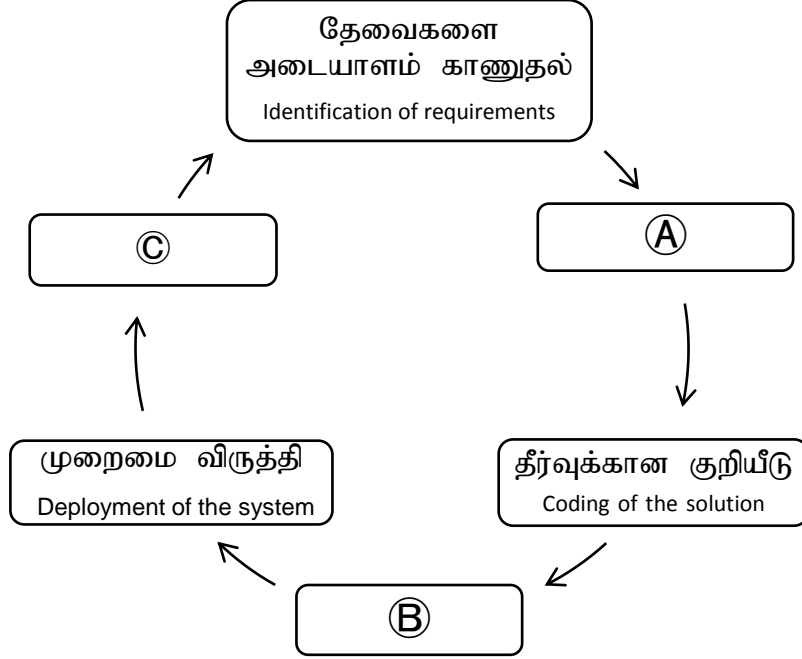 தேவைகளை
அடையாளம் காணுதல்
Identification of requirements
Ⓒ
Ⓐ
முறைமை விருத்தி
Deployment of the system
தீர்வுக்கான குறியீடு
Coding of the solution
Ⓑ